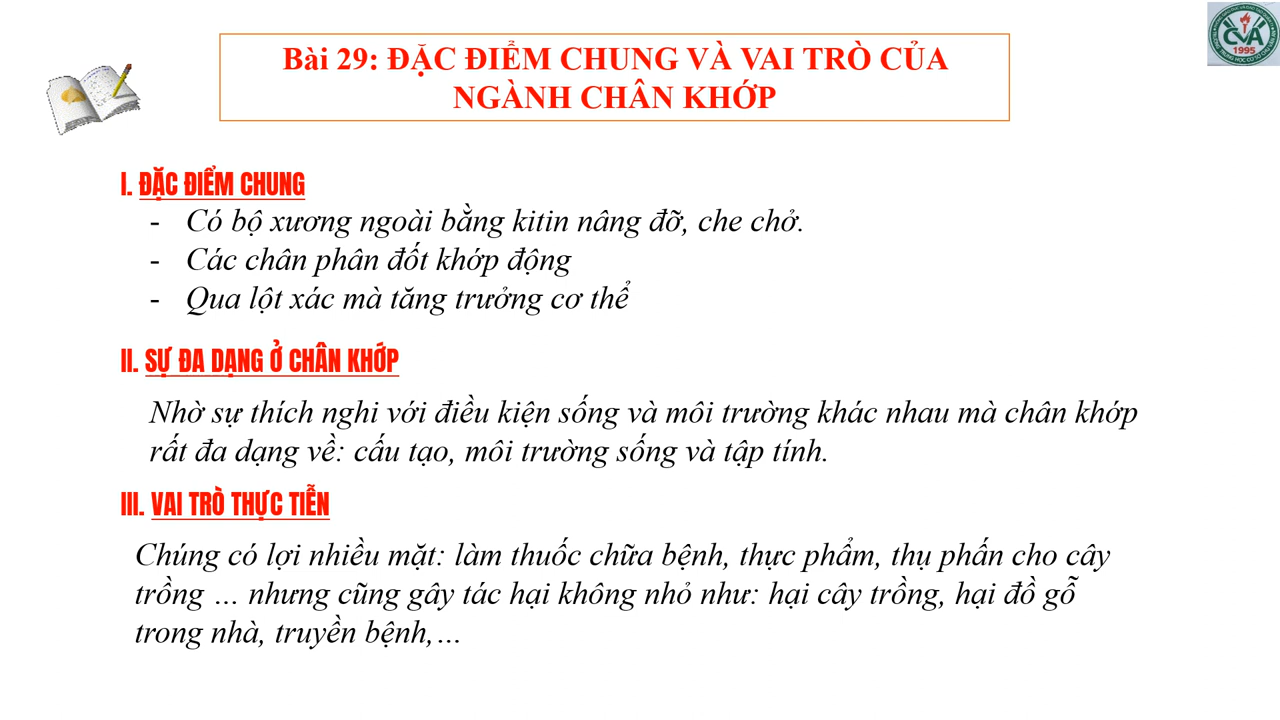 Bài 29: ĐẶC ĐIỂM CHUNG VÀ VAI TRÒ CỦA
NGÀNH CHÂN KHỚP
CVA
1995
I. ĐẶC ĐIỂM CHUNG
- Có bộ xương ngoài bằng kitin nâng đỡ, che chở.
- Các chân phân đốt khớp động
- Qua lột xác mà tăng trưởng cơ thể
II. SỰ ĐA DẠNG Ở CHÂN KHỚP
Nhờ sự thích nghi với điều kiện sống và môi trường khác nhau mà chân khớp
rất đa dạng về: cấu tạo, môi trường sống và tập tính.
III. VAI TRÒ THỰC TIỄN
Chúng có lợi nhiều mặt: làm thuốc chữa bệnh, thực phẩm, thụ phấn cho cây
trồng … nhưng cũng gây tác hại không nhỏ như: hại cây trồng, hại đồ gỗ
trong nhà, truyền bệnh,…